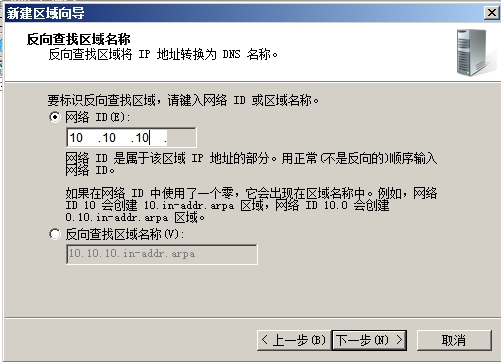 新建区域向导
反向查找区域名称
反向查找区域将 IP 地址转换为 DNS 名称。
要标识反向查找区域，请键入网络 ID 或区域名称。
网络 ID(E):
10 .10 .10 .
网络 ID 是属于该区域 IP 地址的部分。用正常(不是反向的)顺序输入
网络 ID。
如果在网络 ID 中使用了一个零，它会出现在区域名称中。例如，网络
ID 10 会创建 10.in-addr.arpa 区域，网络 ID 10.0 会创建
0.10.in-addr.arpa 区域。
反向查找区域名称(V):
10.10.10.in-addr.arpa
< 上一步(B) 下一步(N) > 取消